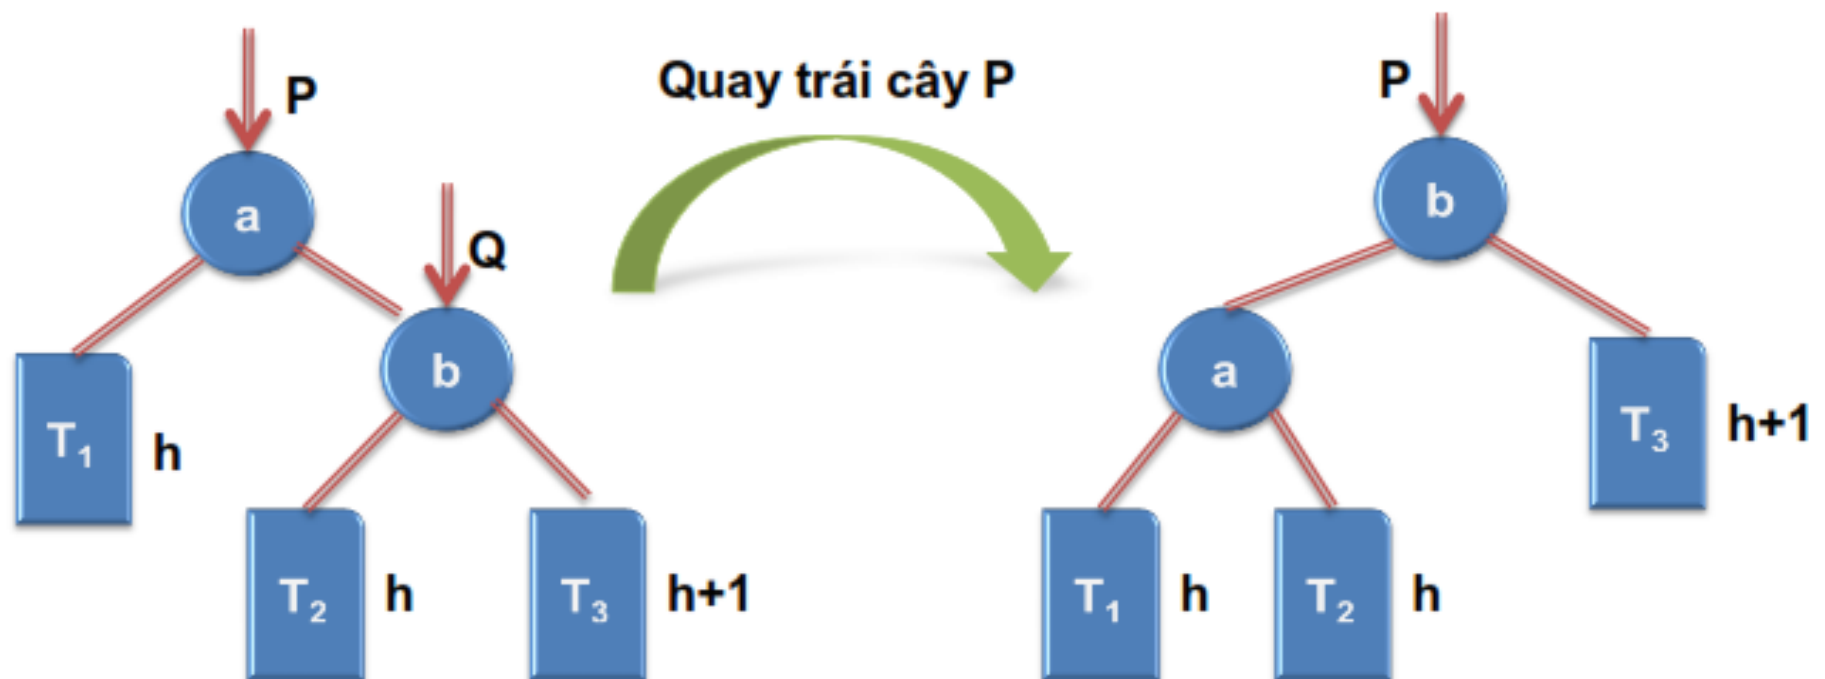 P
Quay trái cây P
P
a
Q
b
b
a
T₁
h
T₃
h+1
T₂
h
T₃
h+1
T₁
h
T₂
h